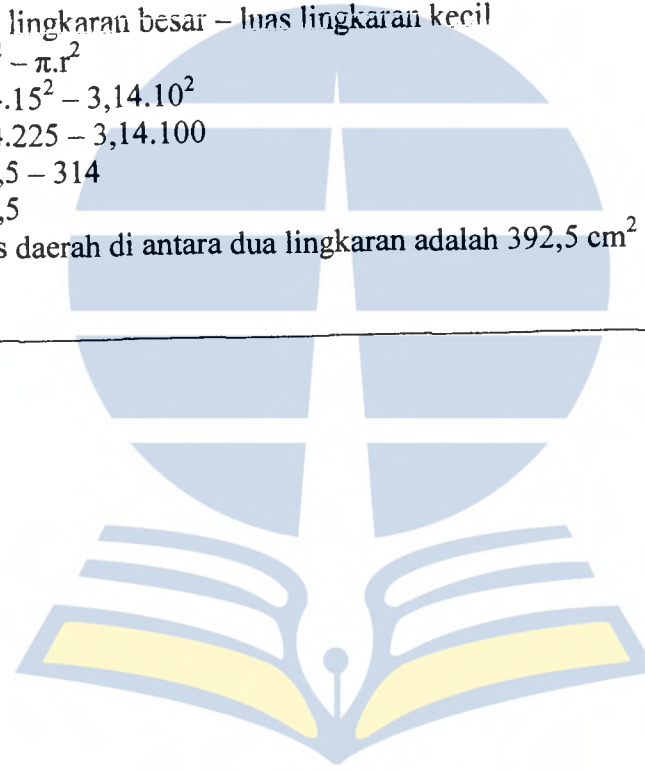 lingkaran besar – luas lingkaran kecil
² – π.r²
.15² – 3,14.10²
.225 – 3,14.100
,5 – 314
,5
s daerah di antara dua lingkaran adalah 392,5 cm²